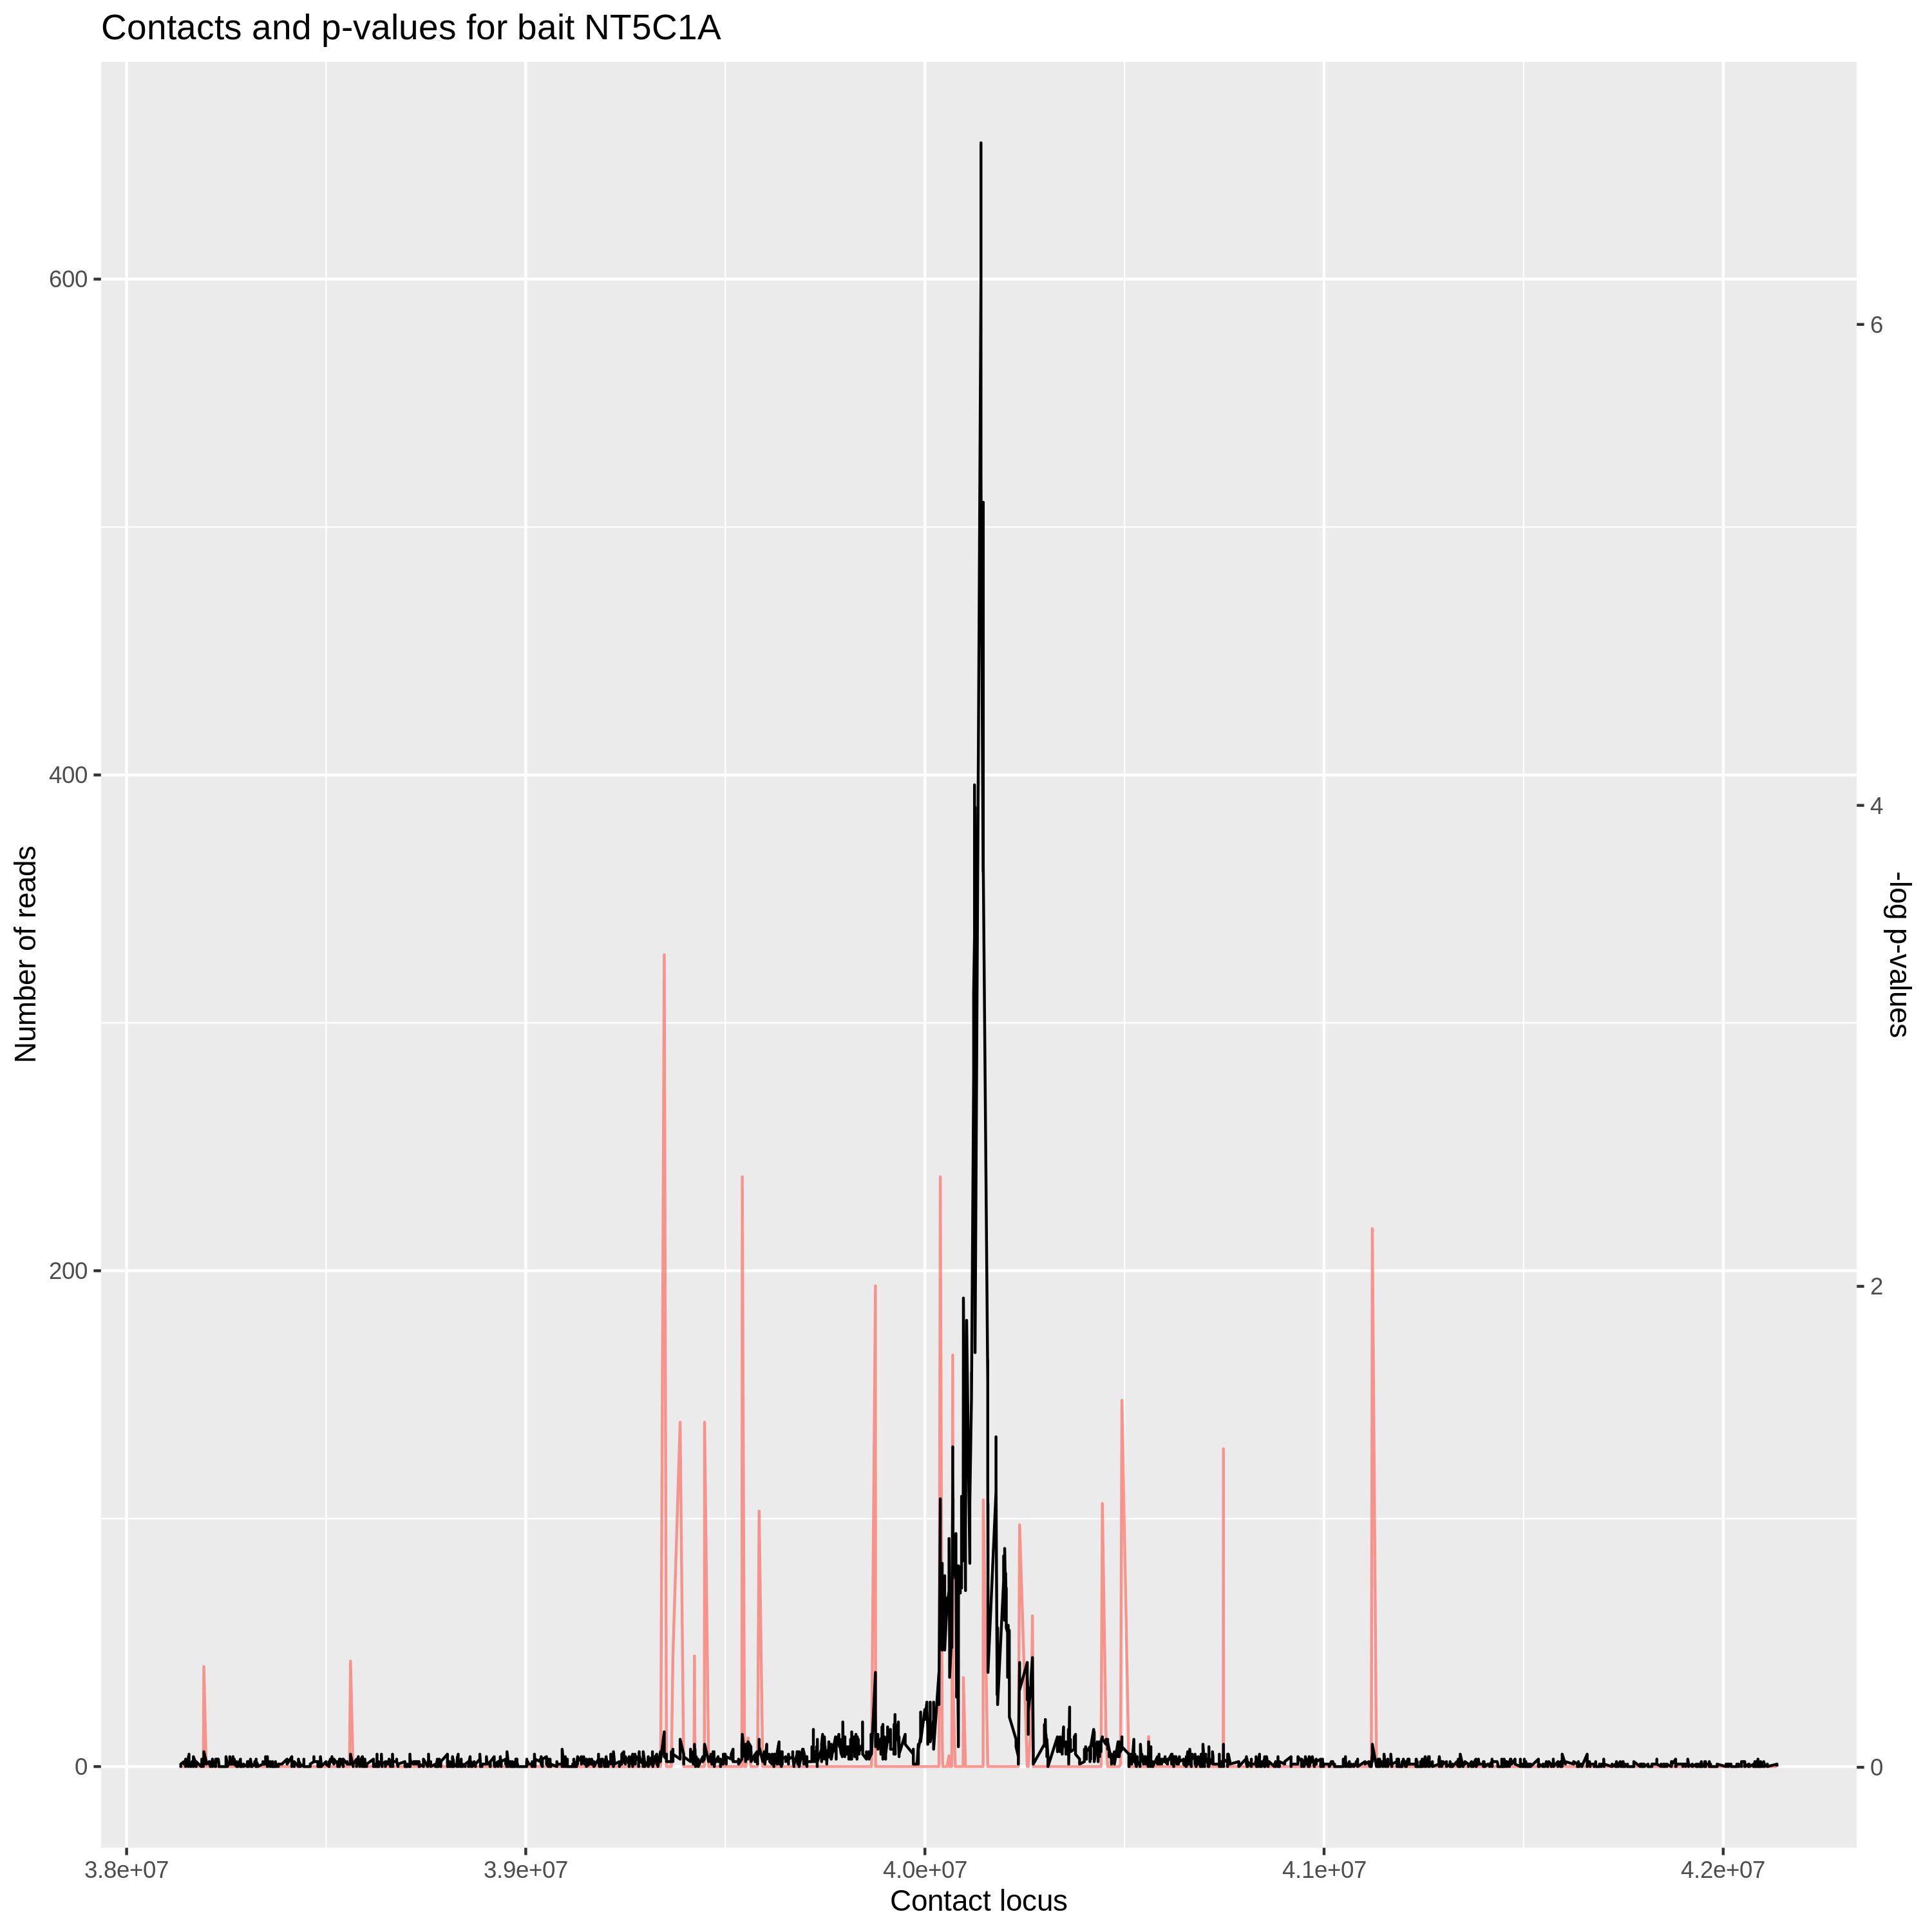 Contacts and p-values for bait NT5C1A
600
400
200
0
Number of reads
6
4
2
0
-log p-values
3.8e+07
3.9e+07
4.0e+07
4.1e+07
4.2e+07
Contact locus